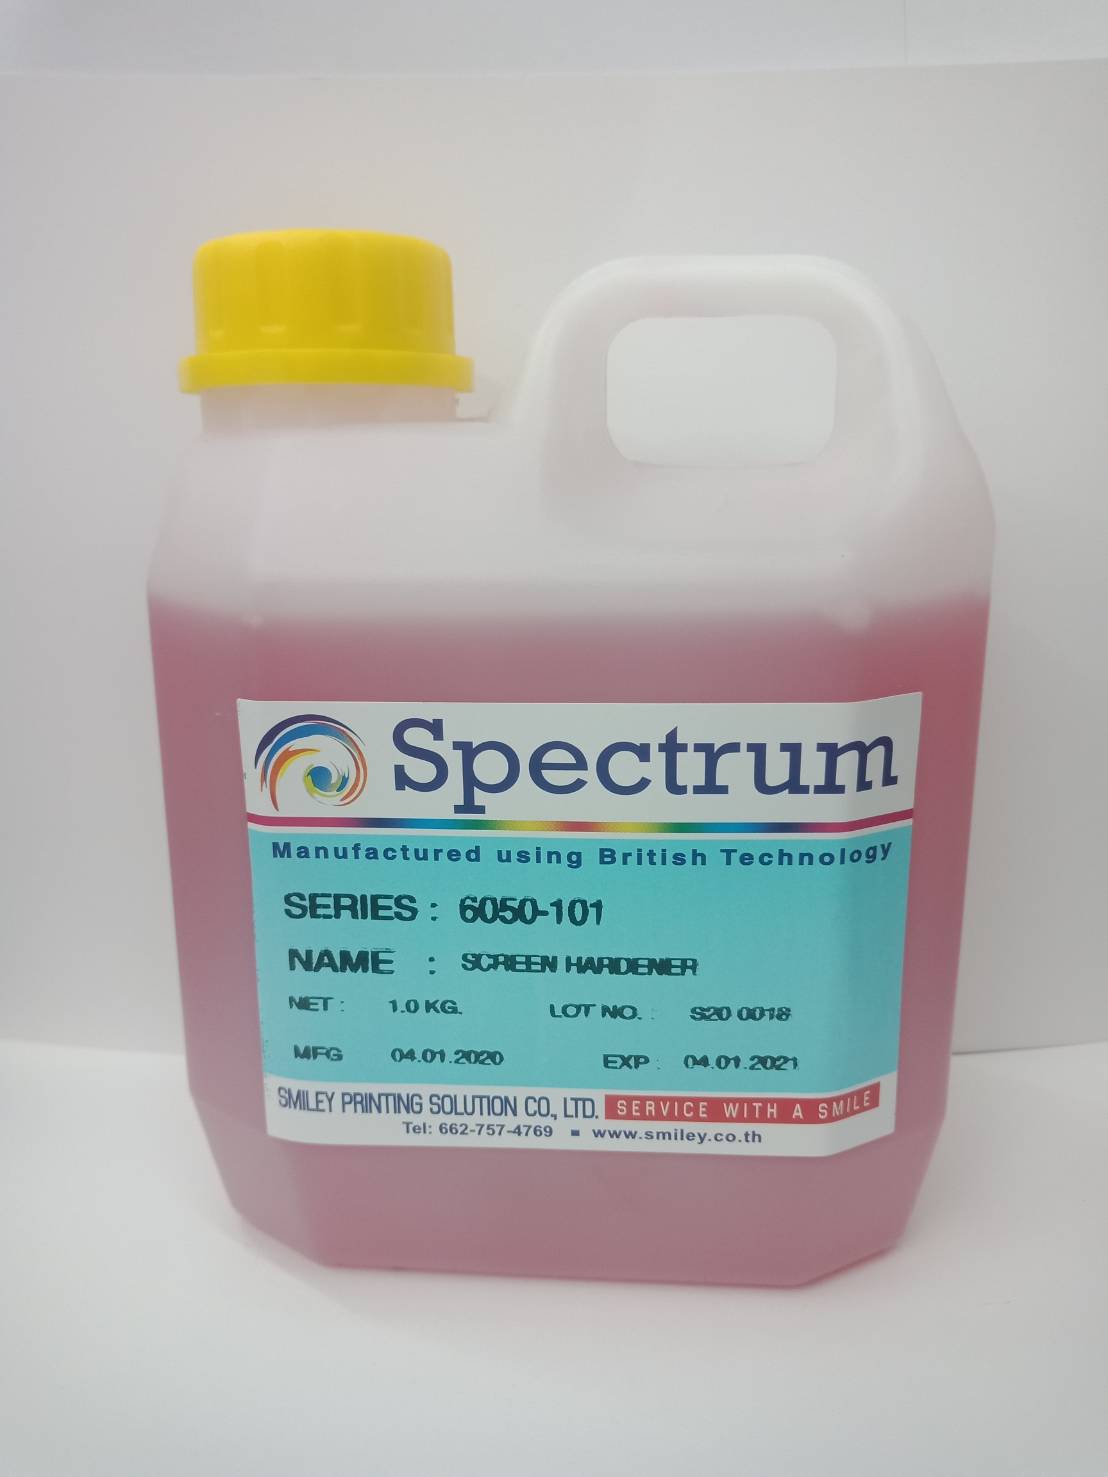 Spectrum
Manufactured using British Technology
SERIES : 6050-101
NAME : SCREEN HARDENER
NET : 1.0 KG. LOT NO. : S20 0018
MFG 04.01.2020 EXP : 04.01.2021
SMILEY PRINTING SOLUTION CO., LTD. SERVICE WITH A SMILE
Tel: 662-757-4769 ▪ www.smiley.co.th